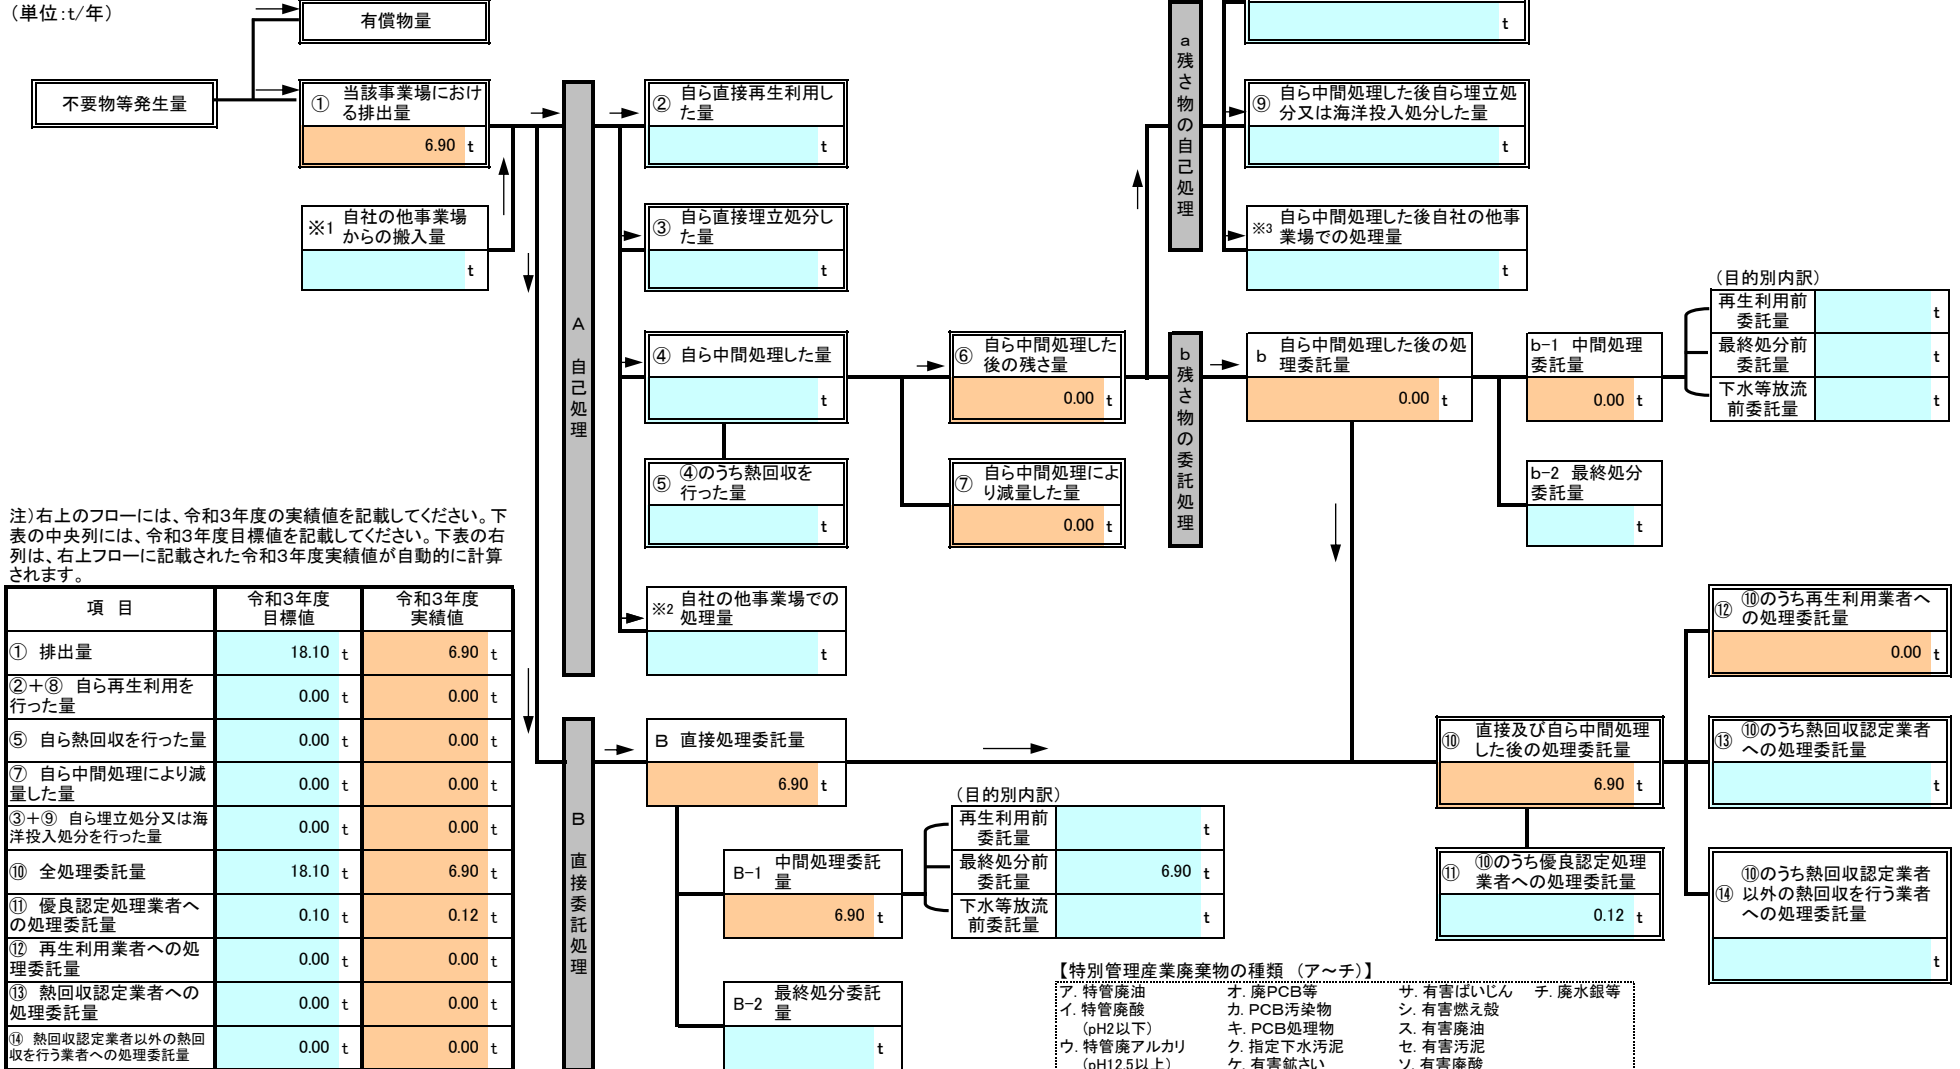 （単位：t/年）
有償物量
不要物等発生量
① 当該事業場におけ
る排出量
6.90 t
※1 自社の他事業場
からの搬入量
t
A 自己処理
② 自ら直接再生利用し
た量
t
③ 自ら直接埋立処分し
た量
t
④ 自ら中間処理した量
t
⑤ ④のうち熱回収を
行った量
t
※2 自社の他事業場での
処理量
t
⑥ 自ら中間処理した
後の残さ量
0.00 t
⑦ 自ら中間処理によ
り減量した量
0.00 t
a 残さ物の自己処理
t
⑨ 自ら中間処理した後自ら埋立処
分又は海洋投入処分した量
t
※3 自ら中間処理した後自社の他事
業場での処理量
t
b 残さ物の委託処理
b 自ら中間処理した後の処
理委託量
0.00 t
b-1 中間処理
委託量
0.00 t
b-2 最終処分
委託量
t
（目的別内訳）
再生利用前
委託量
t
最終処分前
委託量
t
下水等放流
前委託量
t
注）右上のフローには、令和３年度の実績値を記載してください。下
表の中央列には、令和３年度目標値を記載してください。下表の右
列は、右上フローに記載された令和３年度実績値が自動的に計算
されます。
項 目 令和３年度
目標値 令和３年度
実績値
① 排出量 18.10 t 6.90 t
②＋⑧ 自ら再生利用を
行った量 0.00 t 0.00 t
⑤ 自ら熱回収を行った量 0.00 t 0.00 t
⑦ 自ら中間処理により減
量した量 0.00 t 0.00 t
③＋⑨ 自ら埋立処分又は海
洋投入処分を行った量 0.00 t 0.00 t
⑩ 全処理委託量 18.10 t 6.90 t
⑪ 優良認定処理業者へ
の処理委託量 0.10 t 0.12 t
⑫ 再生利用業者への処
理委託量 0.00 t 0.00 t
⑬ 熱回収認定業者への
処理委託量 0.00 t 0.00 t
⑭ 熱回収認定業者以外の熱回
収を行う業者への処理委託量 0.00 t 0.00 t
B 直接委託処理
B 直接処理委託量
6.90 t
B-1 中間処理委託
量
6.90 t
B-2 最終処分委託
量
t
（目的別内訳）
再生利用前
委託量
t
最終処分前
委託量
6.90 t
下水等放流
前委託量
t
⑩ 直接及び自ら中間処理
した後の処理委託量
6.90 t
⑪ ⑩のうち優良認定処理
業者への処理委託量
0.12 t
⑫ ⑩のうち再生利用業者へ
の処理委託量
0.00 t
⑬ ⑩のうち熱回収認定業者
への処理委託量
t
⑭ ⑩のうち熱回収認定業者
以外の熱回収を行う業者
への処理委託量
t
【特別管理産業廃棄物の種類 （ア～チ）】
ア. 特管廃油 オ. 廃PCB等 サ. 有害ばいじん チ. 廃水銀等
イ. 特管廃酸 カ. PCB汚染物 シ. 有害燃え殻
（pH2以下） キ. PCB処理物 ス. 有害廃油
ウ. 特管廃アルカリ ク. 指定下水汚泥 セ. 有害汚泥
（pH12.5以上） ケ. 有害鉱さい ソ. 有害廃酸